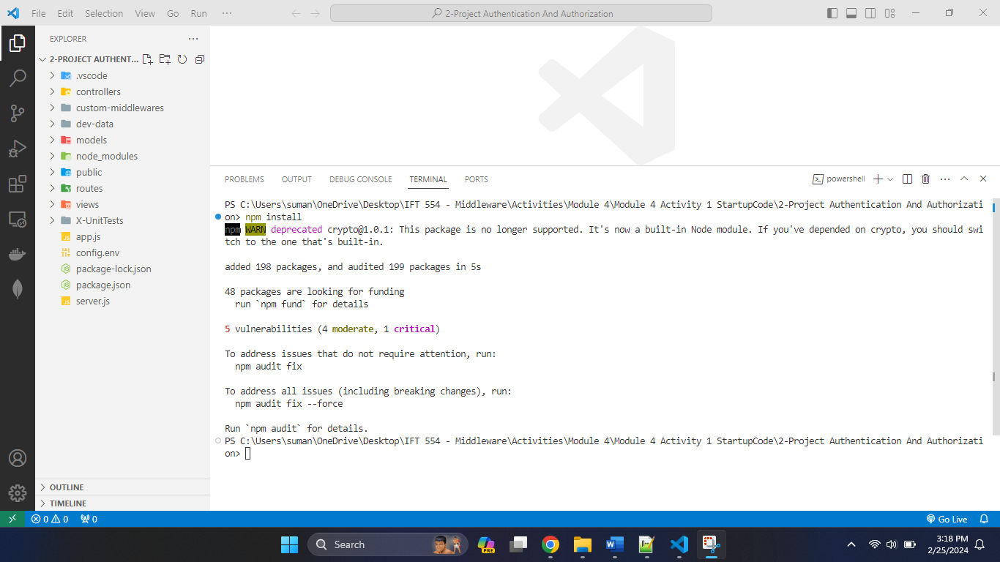 File Edit Selection View Go Run ··· 2-Project Authentication And Authorization
EXPLORER ···
2-PROJECT AUTHENT...
.vscode
controllers
custom-middlewares
dev-data
models
node_modules
public
routes
views
X-UnitTests
app.js
config.env
package-lock.json
package.json
server.js
OUTLINE
TIMELINE
PROBLEMS OUTPUT DEBUG CONSOLE TERMINAL PORTS powershell
PS C:\Users\suman\OneDrive\Desktop\IFT 554 - Middleware\Activities\Module 4\Module 4 Activity 1 StartupCode\2-Project Authentication And Authorizati
on> npm install
npm WARN deprecated crypto@1.0.1: This package is no longer supported. It's now a built-in Node module. If you've depended on crypto, you should swi
tch to the one that's built-in.
added 198 packages, and audited 199 packages in 5s
48 packages are looking for funding
run `npm fund` for details
5 vulnerabilities (4 moderate, 1 critical)
To address issues that do not require attention, run:
npm audit fix
To address all issues (including breaking changes), run:
npm audit fix --force
Run `npm audit` for details.
PS C:\Users\suman\OneDrive\Desktop\IFT 554 - Middleware\Activities\Module 4\Module 4 Activity 1 StartupCode\2-Project Authentication And Authorizati
on>
0 0 0 Go Live
Search PRE 3:18 PM
2/25/2024